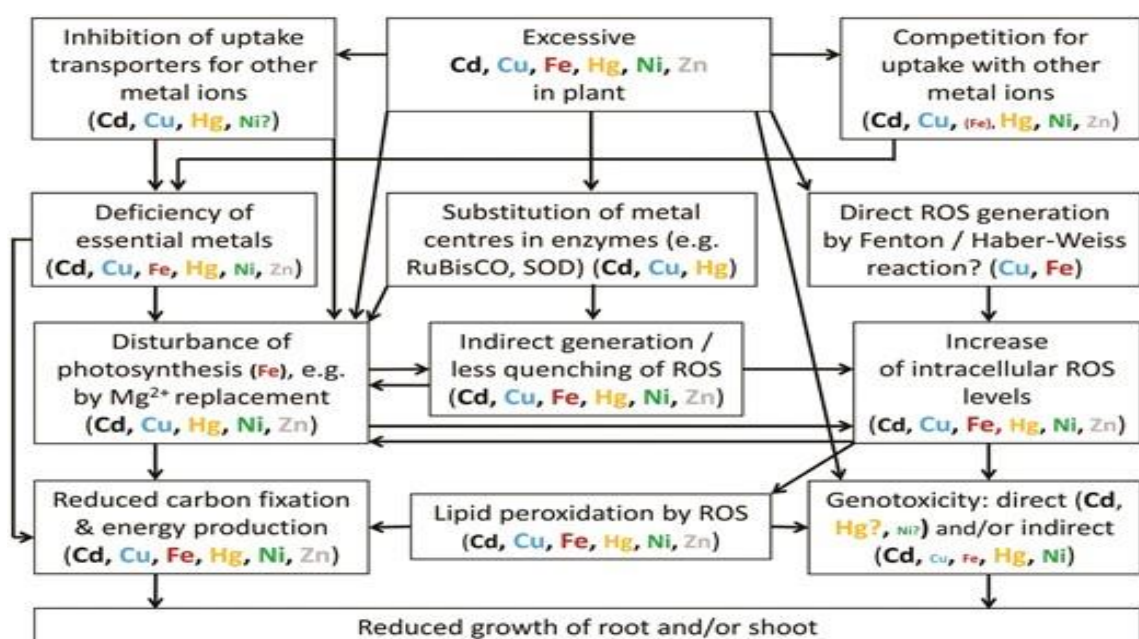 Inhibition of uptake
transporters for other
metal ions
(Cd, Cu, Hg, Ni?)
Excessive
Cd, Cu, Fe, Hg, Ni, Zn
in plant
Competition for
uptake with other
metal ions
(Cd, Cu, (Fe), Hg, Ni, Zn)
Deficiency of
essential metals
(Cd, Cu, Fe, Hg, Ni, Zn)
Substitution of metal
centres in enzymes (e.g.
RuBisCO, SOD) (Cd, Cu, Hg)
Direct ROS generation
by Fenton / Haber-Weiss
reaction? (Cu, Fe)
Disturbance of
photosynthesis (Fe), e.g.
by Mg²⁺ replacement
(Cd, Cu, Hg, Ni, Zn)
Indirect generation /
less quenching of ROS
(Cd, Cu, Fe, Hg, Ni, Zn)
Increase
of intracellular ROS
levels
(Cd, Cu, Fe, Hg, Ni, Zn)
Reduced carbon fixation
& energy production
(Cd, Cu, Fe, Hg, Ni, Zn)
Lipid peroxidation by ROS
(Cd, Cu, Fe, Hg, Ni, Zn)
Genotoxicity: direct (Cd,
Hg?, Ni?) and/or indirect
(Cd, Cu, Fe, Hg, Ni)
Reduced growth of root and/or shoot